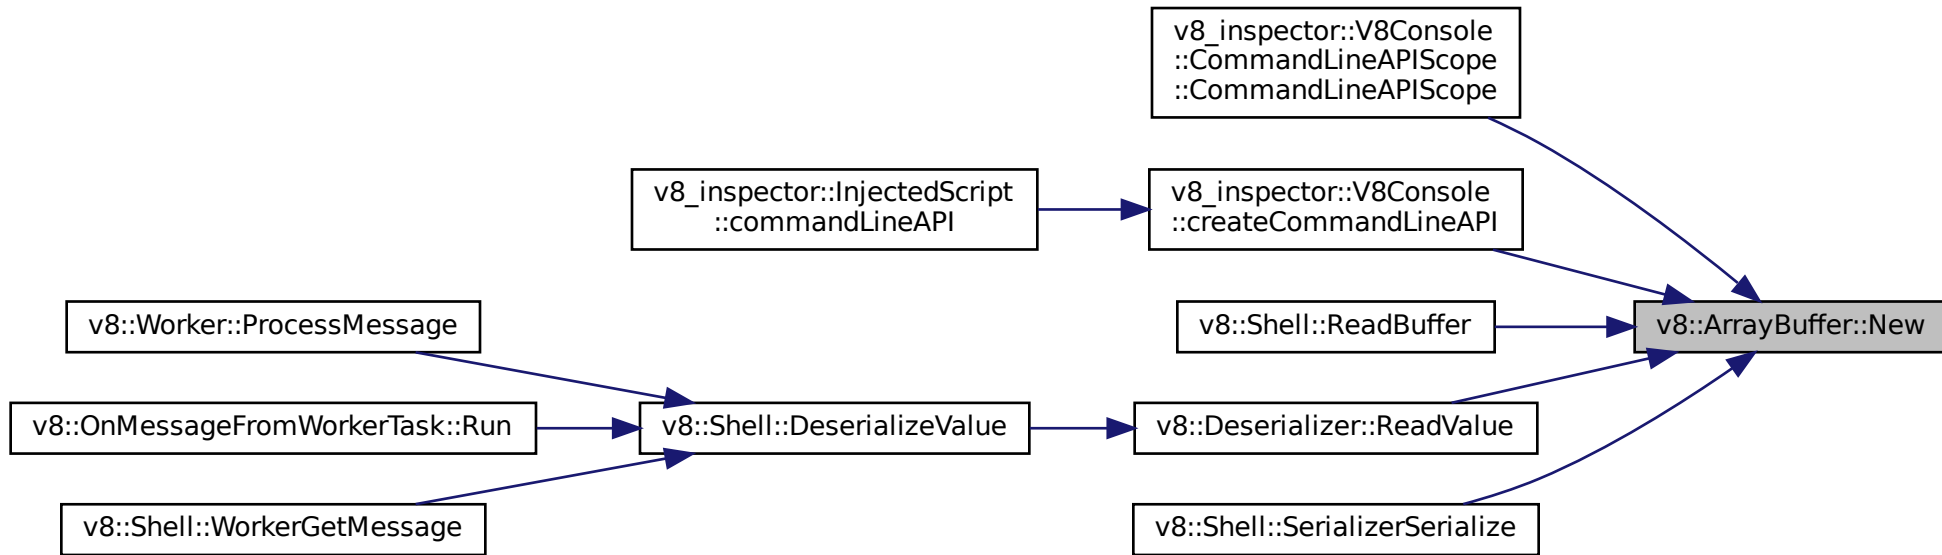 v8_inspector::V8Console
::CommandLineAPIScope
::CommandLineAPIScope
v8_inspector::InjectedScript
::commandLineAPI
v8_inspector::V8Console
::createCommandLineAPI
v8::Worker::ProcessMessage
v8::Shell::ReadBuffer
v8::ArrayBuffer::New
v8::OnMessageFromWorkerTask::Run
v8::Shell::DeserializeValue
v8::Deserializer::ReadValue
v8::Shell::WorkerGetMessage
v8::Shell::SerializerSerialize